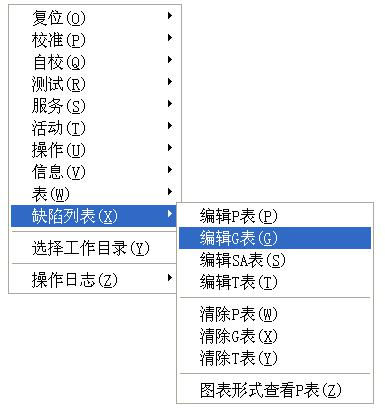 复位(O)
校准(P)
自校(Q)
测试(R)
服务(S)
活动(T)
操作(U)
信息(V)
表(W)
缺陷列表(X)
选择工作目录(Y)
操作日志(Z)
编辑P表(P)
编辑G表(G)
编辑SA表(S)
编辑T表(T)
清除P表(W)
清除G表(X)
清除T表(Y)
图表形式查看P表(Z)